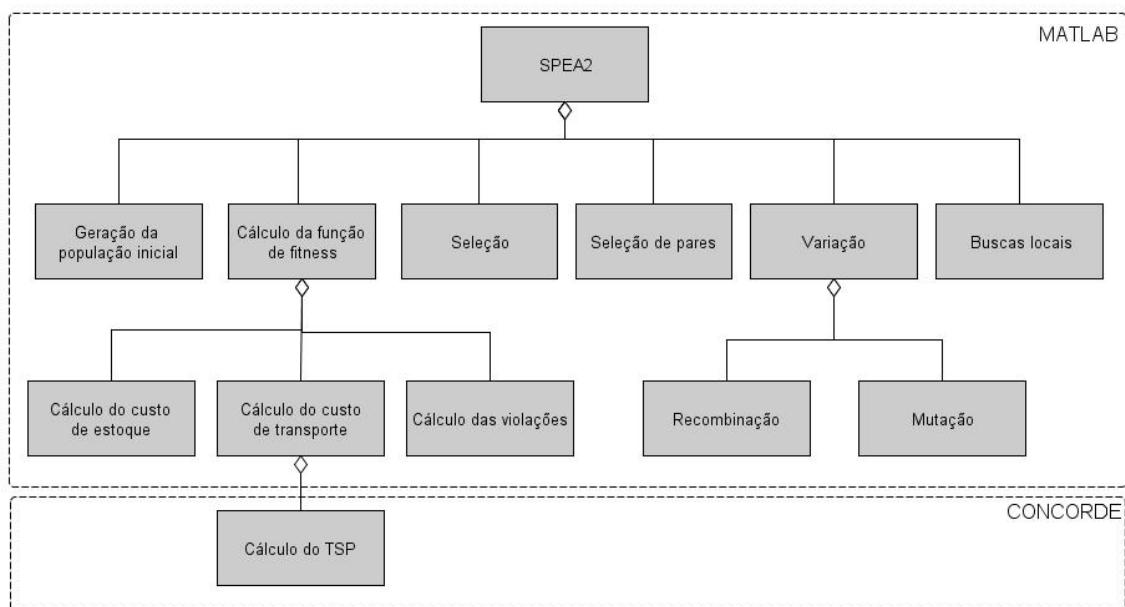 MATLAB
SPEA2
Geração da
população inicial
Cálculo da função
de fitness
Seleção
Seleção de pares
Variação
Buscas locais
Cálculo do custo
de estoque
Cálculo do custo
de transporte
Cálculo das violações
Recombinação
Mutação
CONCORDE
Cálculo do TSP